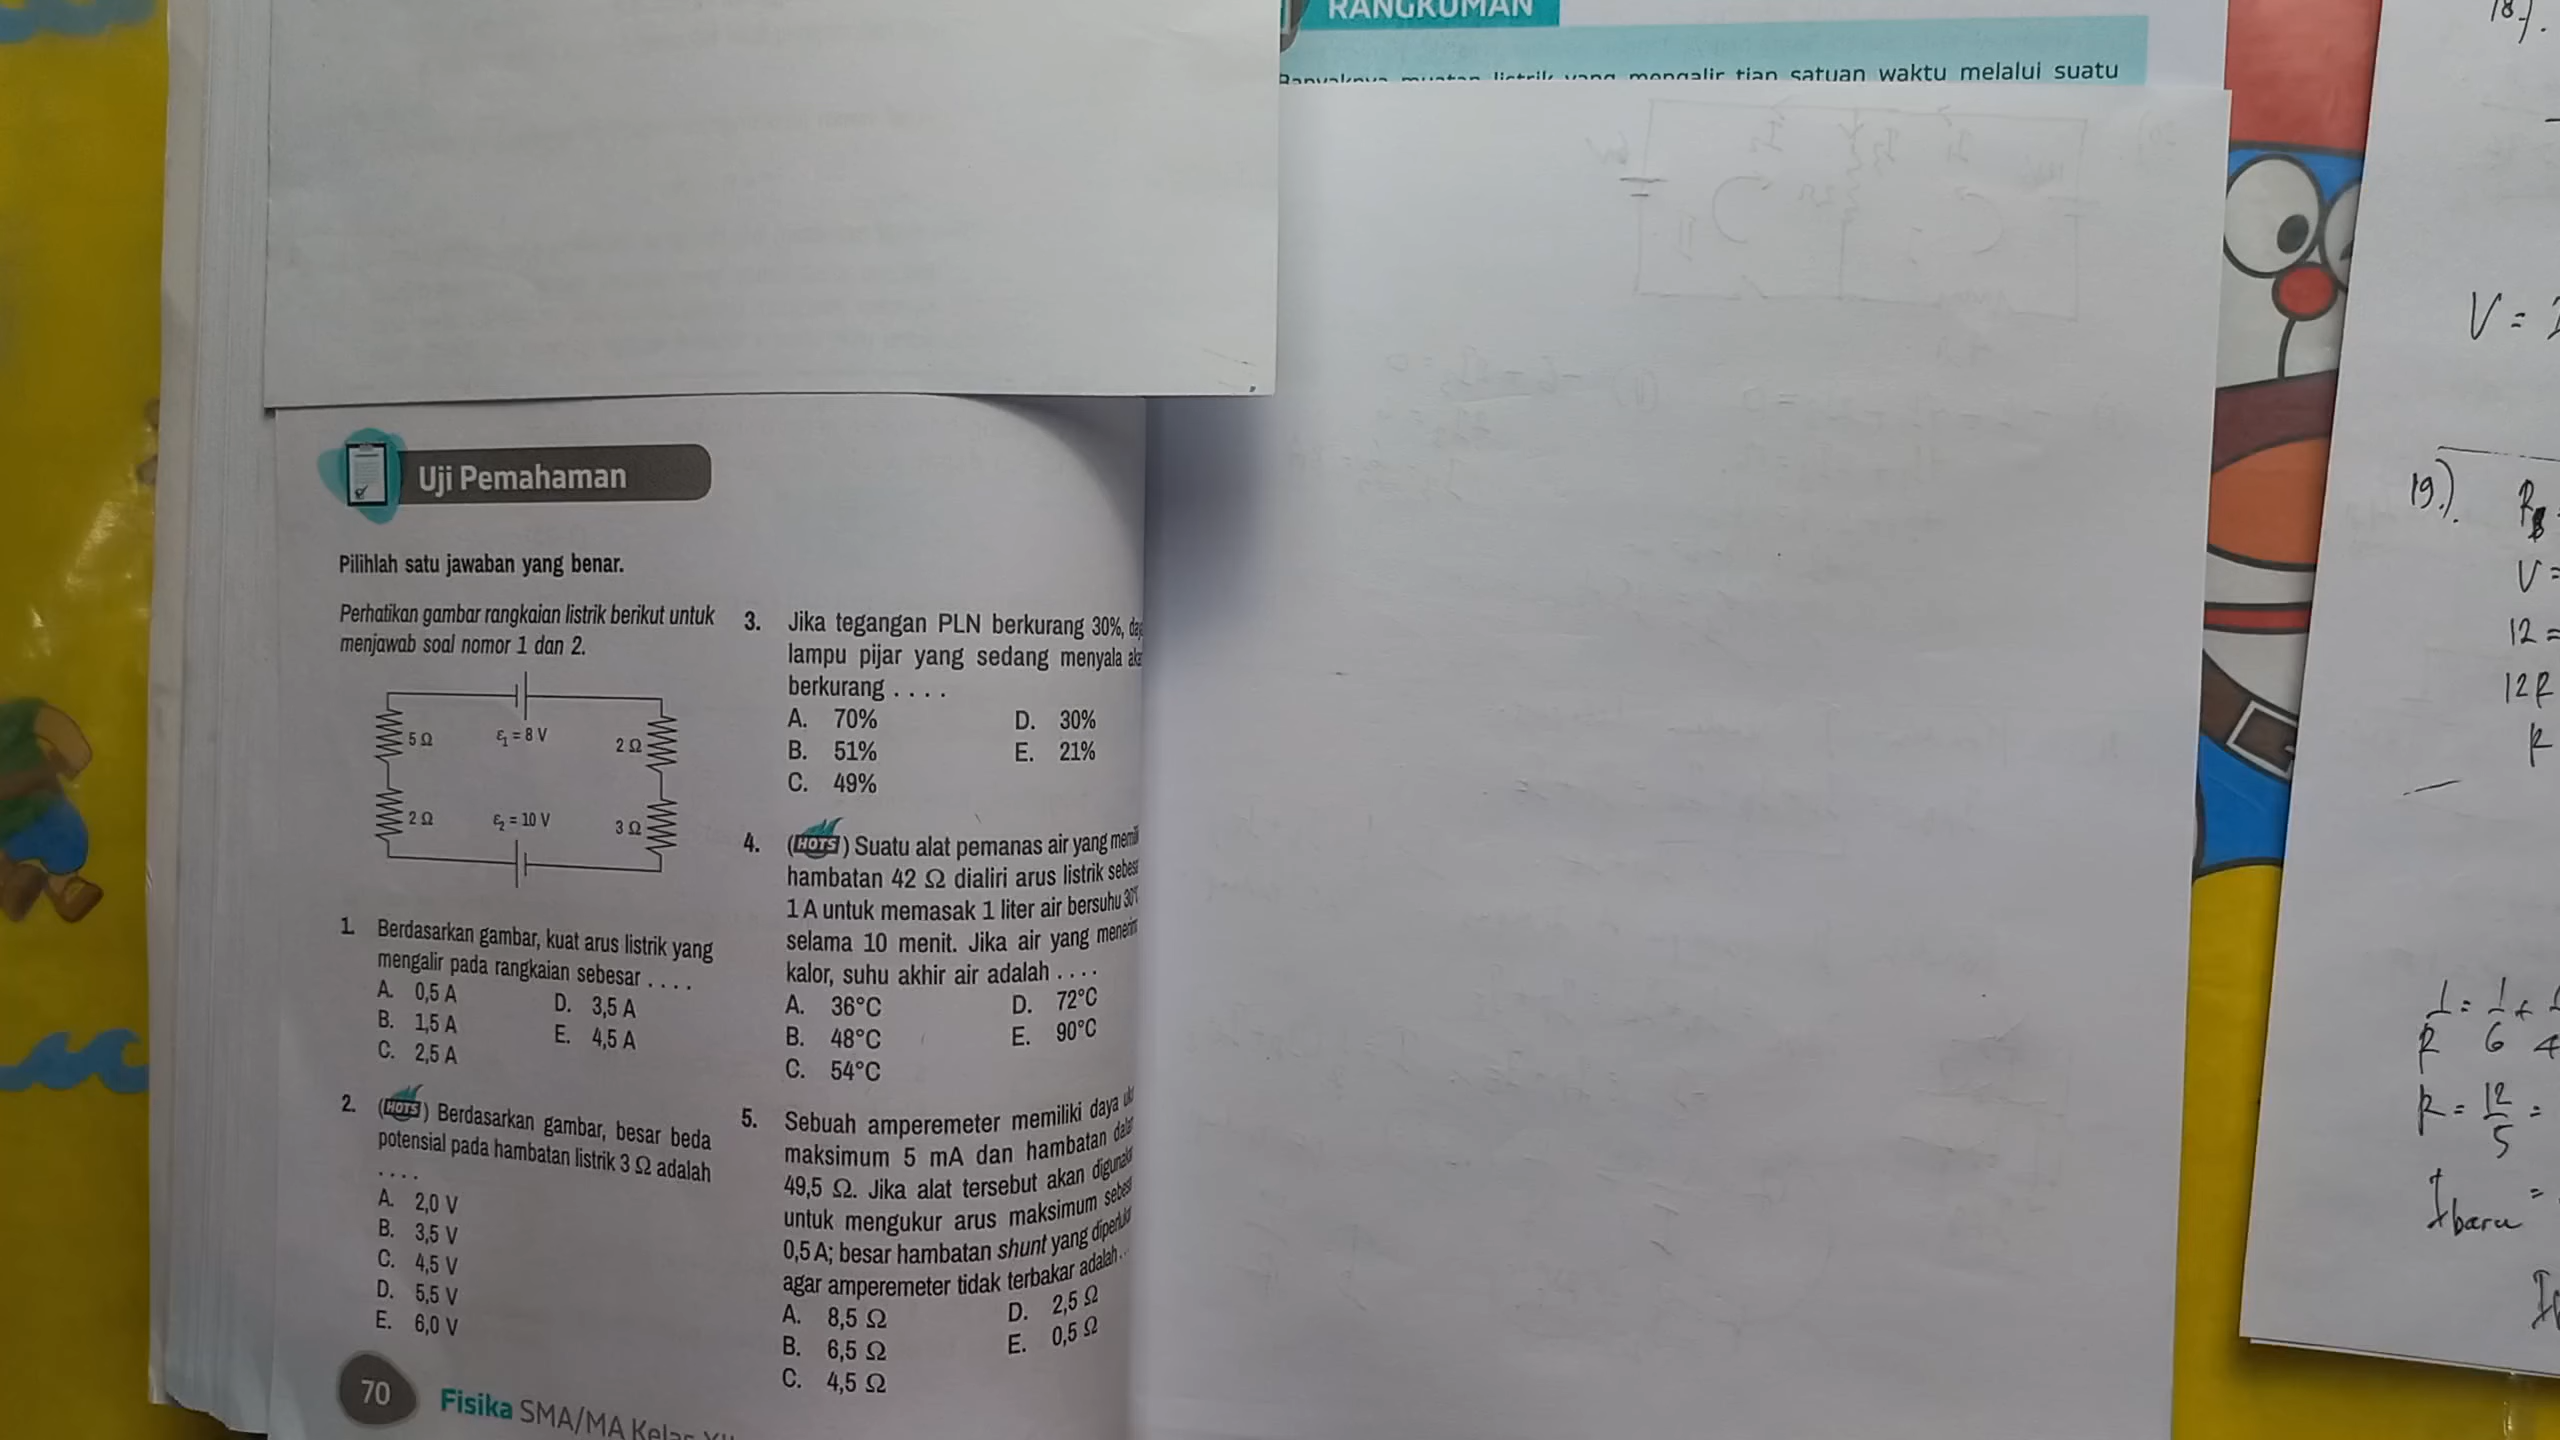 RANGKUMAN
Banyaknya muatan listrik yang mengalir tiap satuan waktu melalui suatu
Uji Pemahaman
Pilihlah satu jawaban yang benar.
Perhatikan gambar rangkaian listrik berikut untuk
menjawab soal nomor 1 dan 2.
5 Ω
ε₁ = 8 V
2 Ω
2 Ω
ε₂ = 10 V
3 Ω
1. Berdasarkan gambar, kuat arus listrik yang
mengalir pada rangkaian sebesar . . . .
A. 0,5 A D. 3,5 A
B. 1,5 A E. 4,5 A
C. 2,5 A
2. (HOTS) Berdasarkan gambar, besar beda
potensial pada hambatan listrik 3 Ω adalah
. . . .
A. 2,0 V
B. 3,5 V
C. 4,5 V
D. 5,5 V
E. 6,0 V
70 Fisika SMA/MA Kelas
3. Jika tegangan PLN berkurang 30%,
lampu pijar yang sedang menyala
berkurang . . . .
A. 70% D. 30%
B. 51% E. 21%
C. 49%
4. (HOTS) Suatu alat pemanas air yang
hambatan 42 Ω dialiri arus listrik
1 A untuk memasak 1 liter air bersuhu 30°
selama 10 menit. Jika air yang
kalor, suhu akhir air adalah . . . .
A. 36°C D. 72°C
B. 48°C E. 90°C
C. 54°C
5. Sebuah amperemeter memiliki daya
maksimum 5 mA dan hambatan
49,5 Ω. Jika alat tersebut akan
untuk mengukur arus maksimum
0,5 A; besar hambatan shunt yang
agar amperemeter tidak terbakar adalah . . .
A. 8,5 Ω D. 2,5 Ω
B. 6,5 Ω E. 0,5 Ω
C. 4,5 Ω
18.).
V =
19.).
V =
12 =
12R
R
1/R = 1/6 +
R = 12/5 =
I baru =